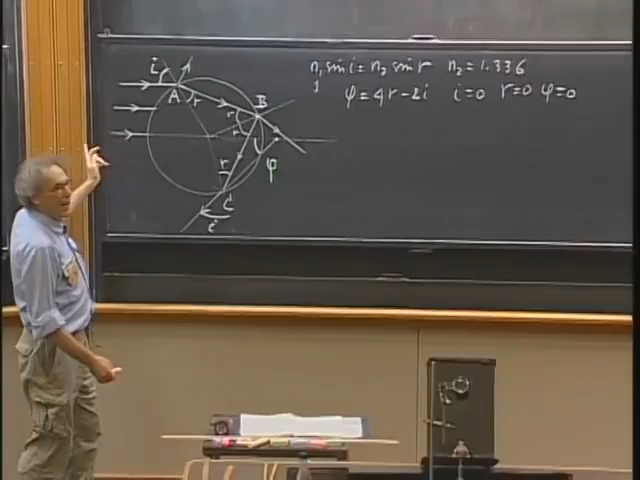 n₁ sin i = n₂ sin r n₂ = 1.336
φ = 4r - 2i i=0 r=0 φ=0
i
A
r
B
r
r
r
φ
C
i